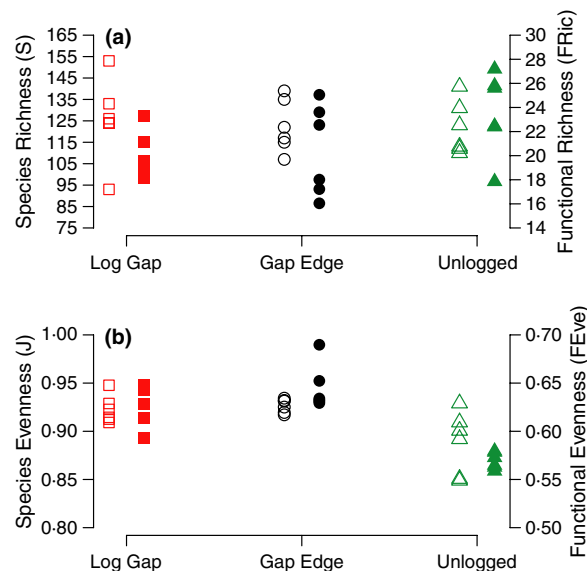 (a)
Species Richness (S)
165
155
145
135
125
115
105
95
85
75
30
28
26
24
22
20
18
16
14
Functional Richness (FRic)
Log Gap
Gap Edge
Unlogged
(b)
Species Evenness (J)
1·00
0·95
0·90
0·85
0·80
0·70
0·65
0·60
0·55
0·50
Functional Evenness (FEve)
Log Gap
Gap Edge
Unlogged